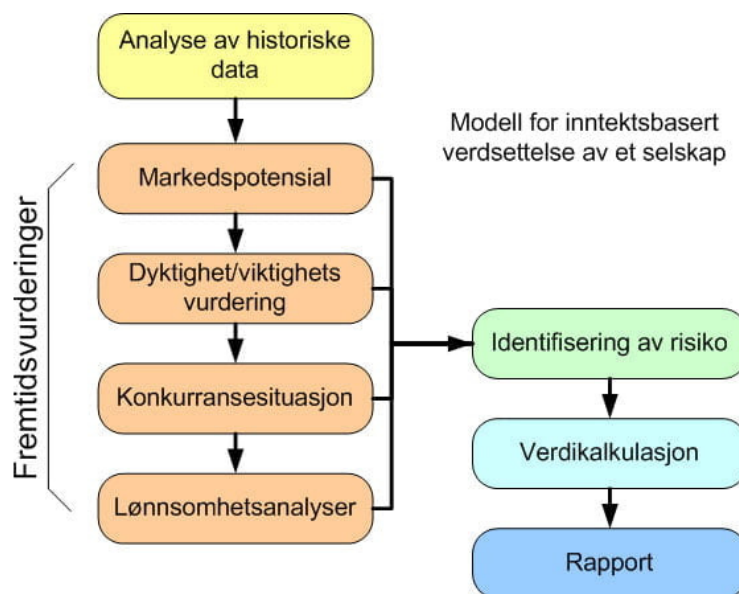 Analyse av historiske
data
Modell for inntektsbasert
verdsettelse av et selskap
Fremtidsvurderinger
Markedspotensial
Dyktighet/viktighets
vurdering
Konkurransesituasjon
Lønnsomhetsanalyser
Identifisering av risiko
Verdikalkulasjon
Rapport